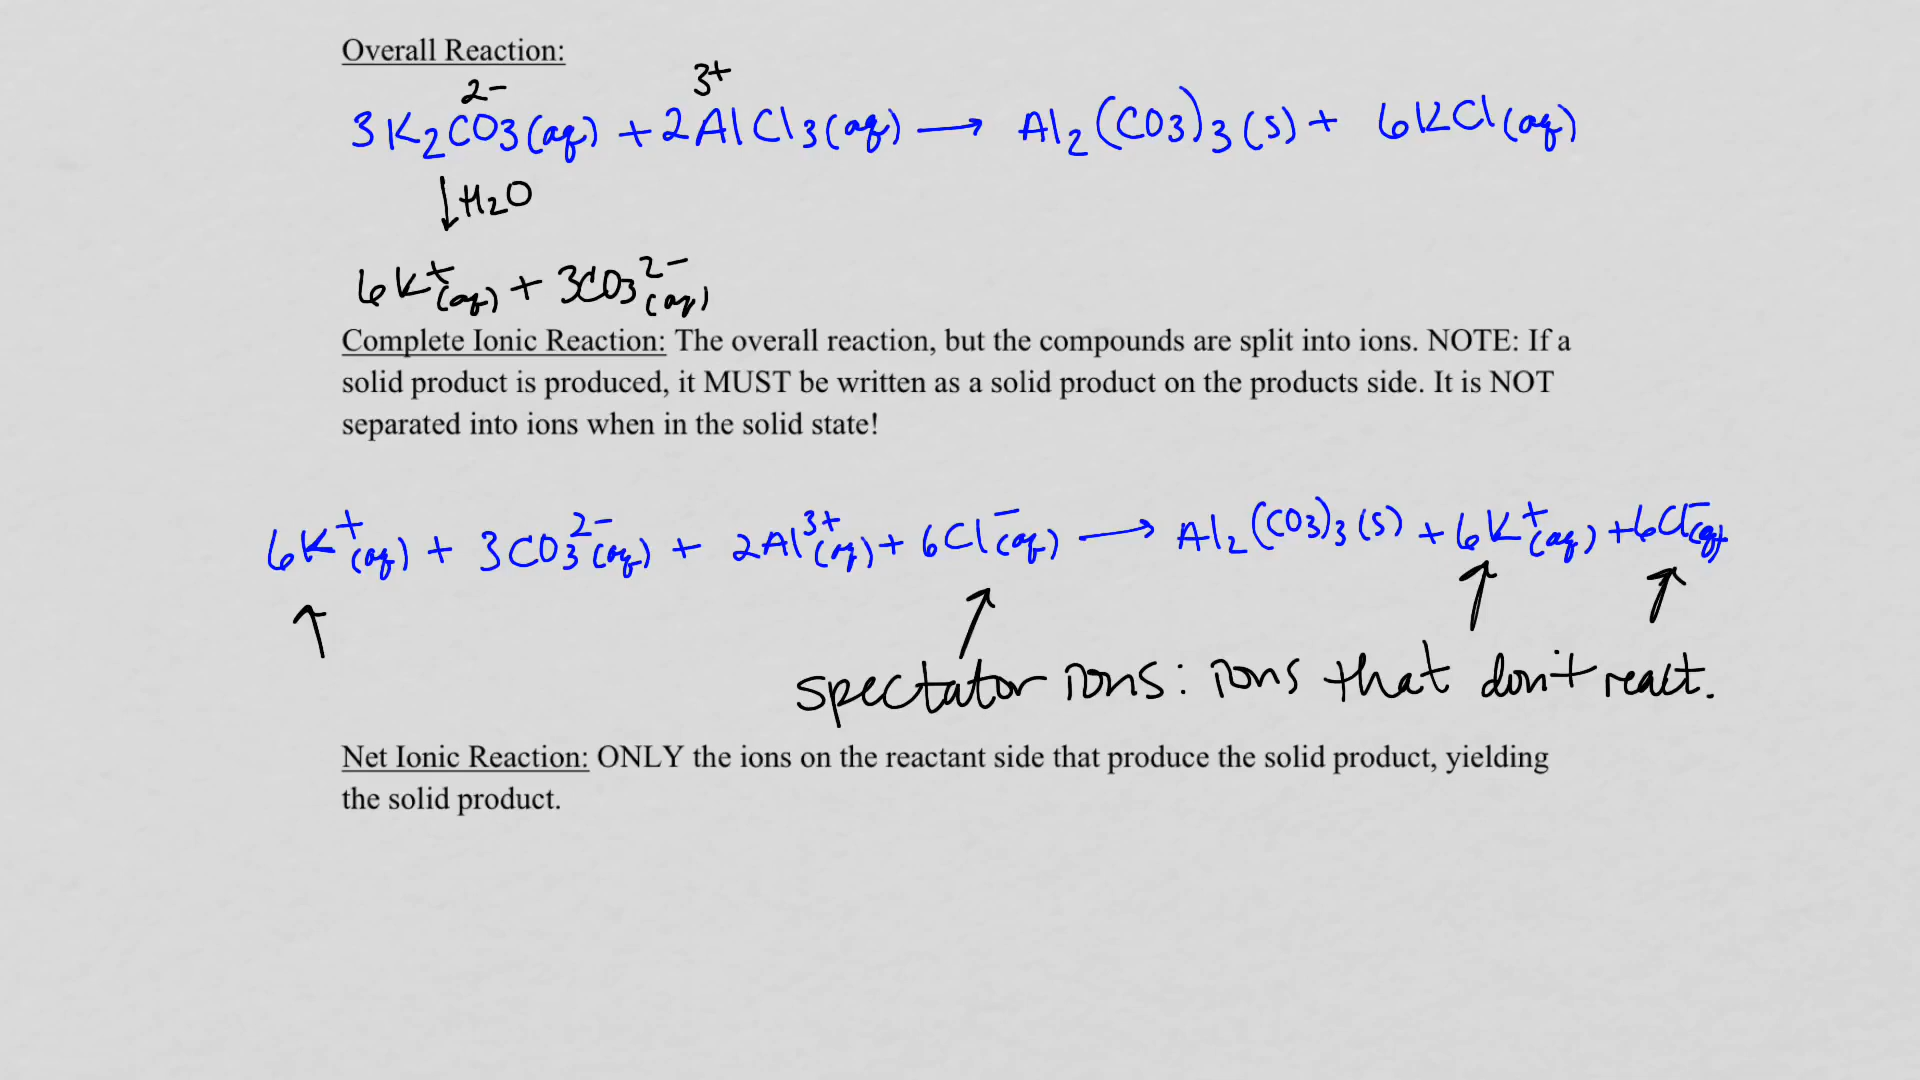 Overall Reaction:
2- 3+
3K2CO3(aq) + 2AlCl3(aq) → Al2(CO3)3(s) + 6KCl(aq)
↓H2O
6K+(aq) + 3CO3 2-(aq)
Complete Ionic Reaction: The overall reaction, but the compounds are split into ions. NOTE: If a
solid product is produced, it MUST be written as a solid product on the products side. It is NOT
separated into ions when in the solid state!
6K+(aq) + 3CO3 2-(aq) + 2Al3+(aq) + 6Cl-(aq) → Al2(CO3)3(s) + 6K+(aq) + 6Cl-(aq)
spectator ions: ions that don't react.
Net Ionic Reaction: ONLY the ions on the reactant side that produce the solid product, yielding
the solid product.